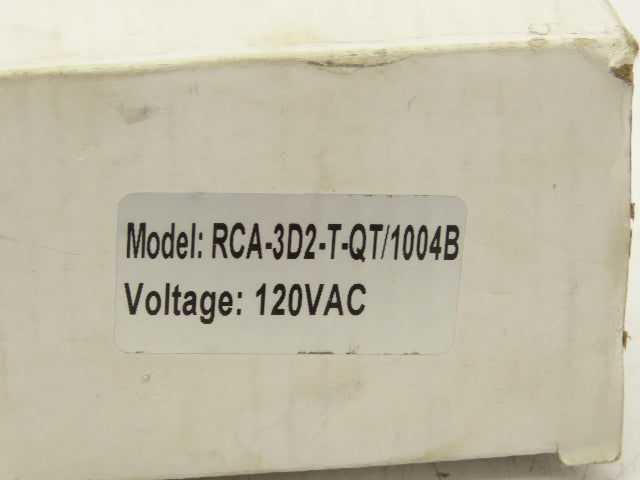 Model: RCA-3D2-T-QT/1004B
Voltage: 120VAC